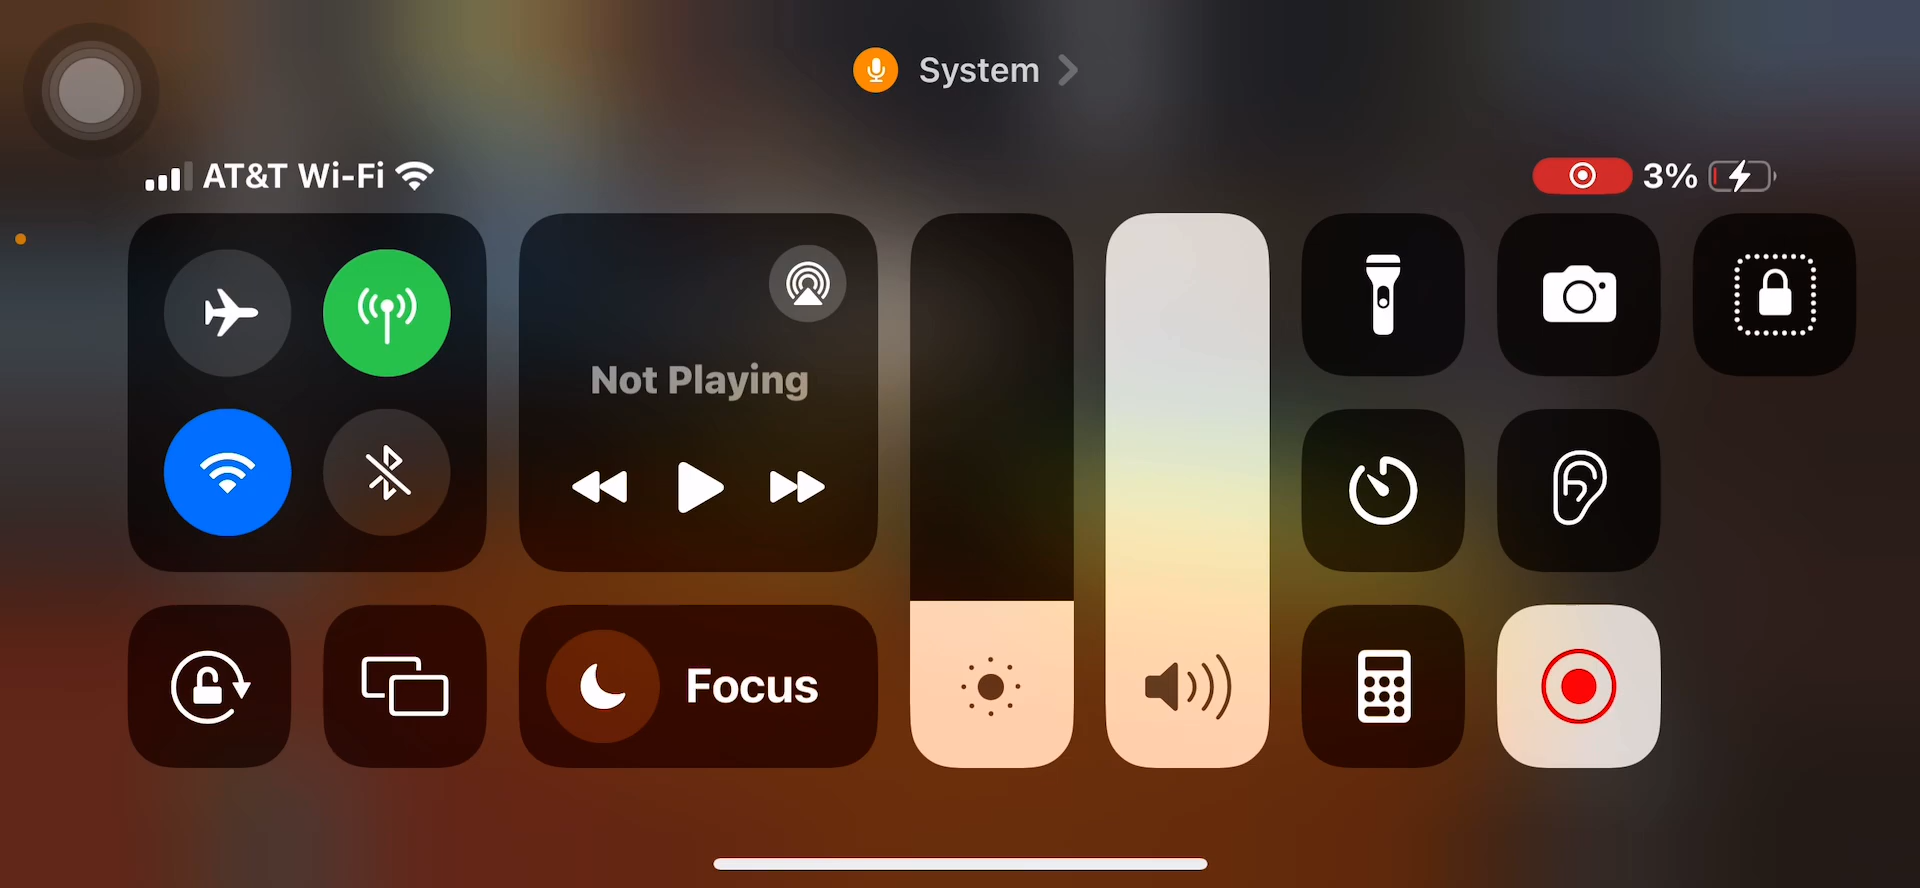 System
AT&T Wi-Fi
3%
Not Playing
Focus